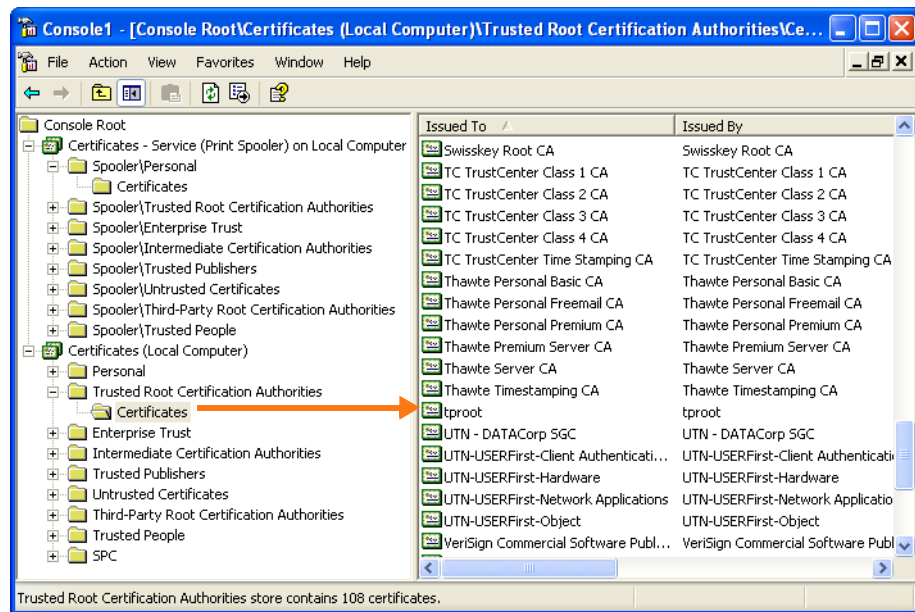 Console1 - [Console Root\Certificates (Local Computer)\Trusted Root Certification Authorities\Ce...
File Action View Favorites Window Help
Console Root
Certificates - Service (Print Spooler) on Local Computer
Spooler\Personal
Certificates
Spooler\Trusted Root Certification Authorities
Spooler\Enterprise Trust
Spooler\Intermediate Certification Authorities
Spooler\Trusted Publishers
Spooler\Untrusted Certificates
Spooler\Third-Party Root Certification Authorities
Spooler\Trusted People
Certificates (Local Computer)
Personal
Trusted Root Certification Authorities
Certificates
Enterprise Trust
Intermediate Certification Authorities
Trusted Publishers
Untrusted Certificates
Third-Party Root Certification Authorities
Trusted People
SPC
Issued To Issued By
Swisskey Root CA Swisskey Root CA
TC TrustCenter Class 1 CA TC TrustCenter Class 1 CA
TC TrustCenter Class 2 CA TC TrustCenter Class 2 CA
TC TrustCenter Class 3 CA TC TrustCenter Class 3 CA
TC TrustCenter Class 4 CA TC TrustCenter Class 4 CA
TC TrustCenter Time Stamping CA TC TrustCenter Time Stamping CA
Thawte Personal Basic CA Thawte Personal Basic CA
Thawte Personal Freemail CA Thawte Personal Freemail CA
Thawte Personal Premium CA Thawte Personal Premium CA
Thawte Premium Server CA Thawte Premium Server CA
Thawte Server CA Thawte Server CA
Thawte Timestamping CA Thawte Timestamping CA
tproot tproot
UTN - DATACorp SGC UTN - DATACorp SGC
UTN-USERFirst-Client Authenticati... UTN-USERFirst-Client Authenticati
UTN-USERFirst-Hardware UTN-USERFirst-Hardware
UTN-USERFirst-Network Applications UTN-USERFirst-Network Applicatio
UTN-USERFirst-Object UTN-USERFirst-Object
VeriSign Commercial Software Publ... VeriSign Commercial Software Publ
Trusted Root Certification Authorities store contains 108 certificates.